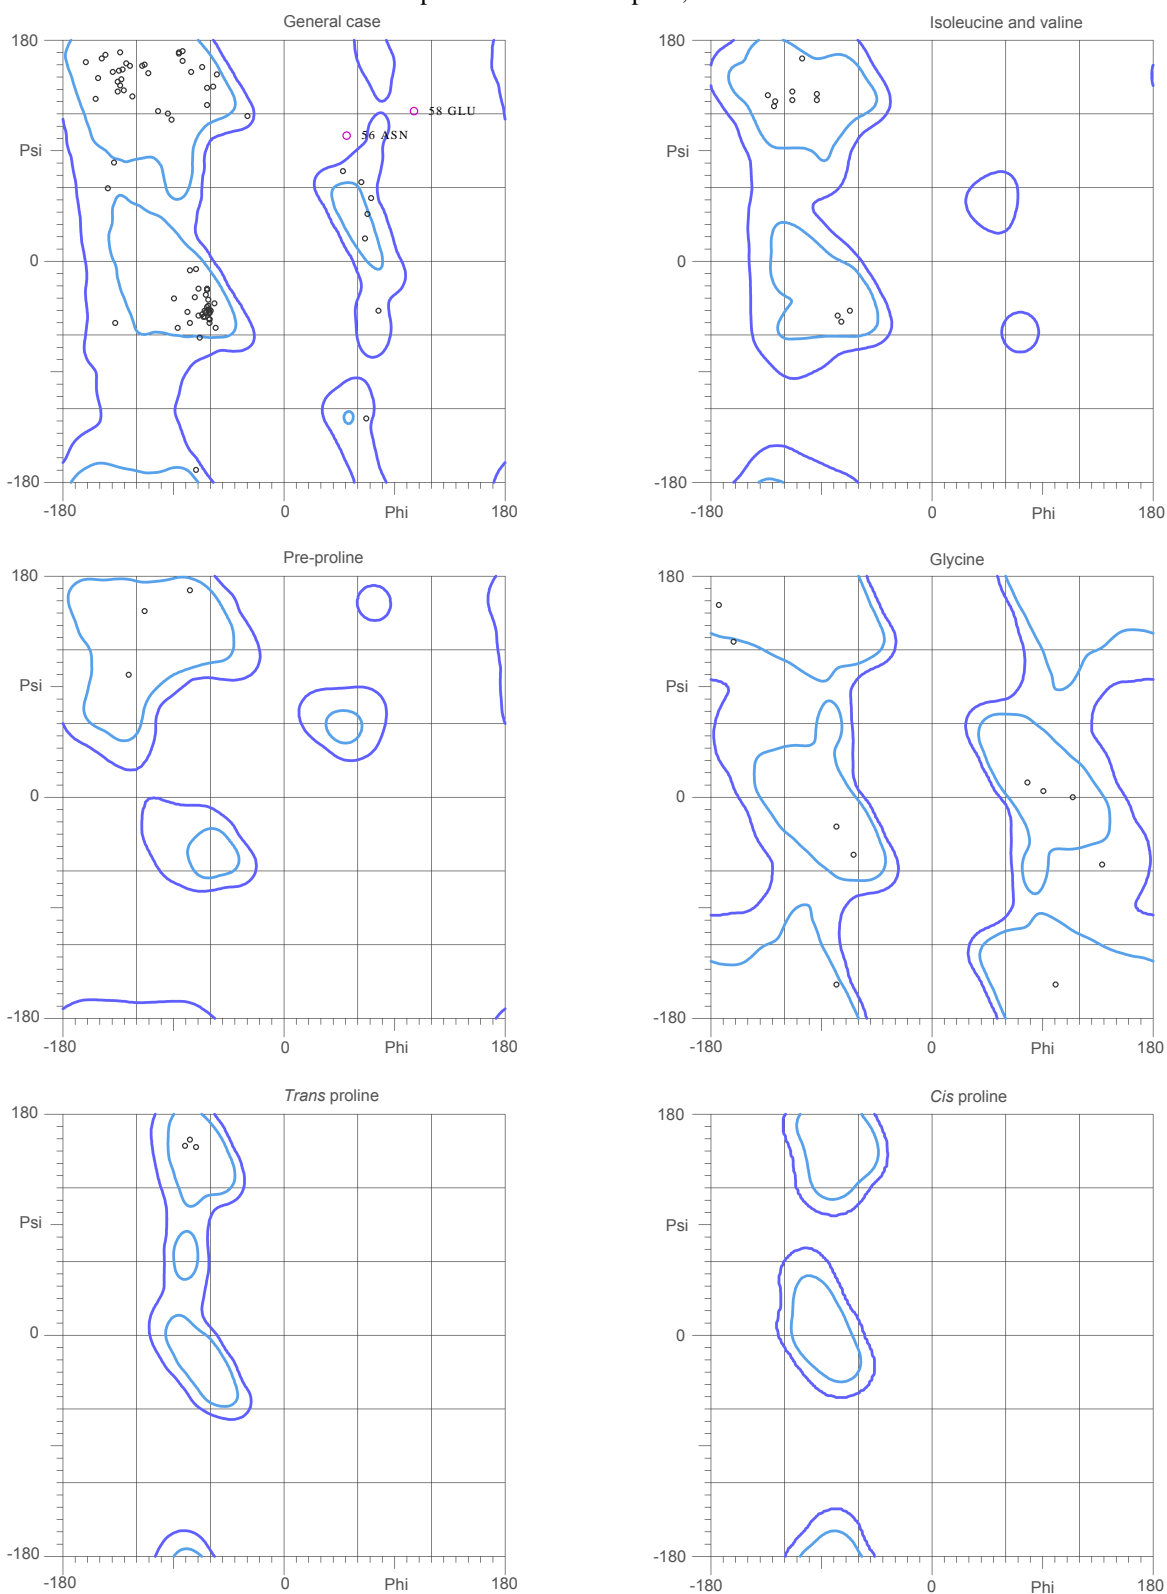 General case
Isoleucine and valine
180
Psi
0
-180
-180
0
Phi
180
58 GLU
56 ASN
180
Psi
0
-180
-180
0
Phi
180
Pre-proline
Glycine
180
Psi
0
-180
-180
0
Phi
180
180
Psi
0
-180
-180
0
Phi
180
Trans proline
Cis proline
180
Psi
0
-180
-180
0
Phi
180
180
Psi
0
-180
-180
0
Phi
180